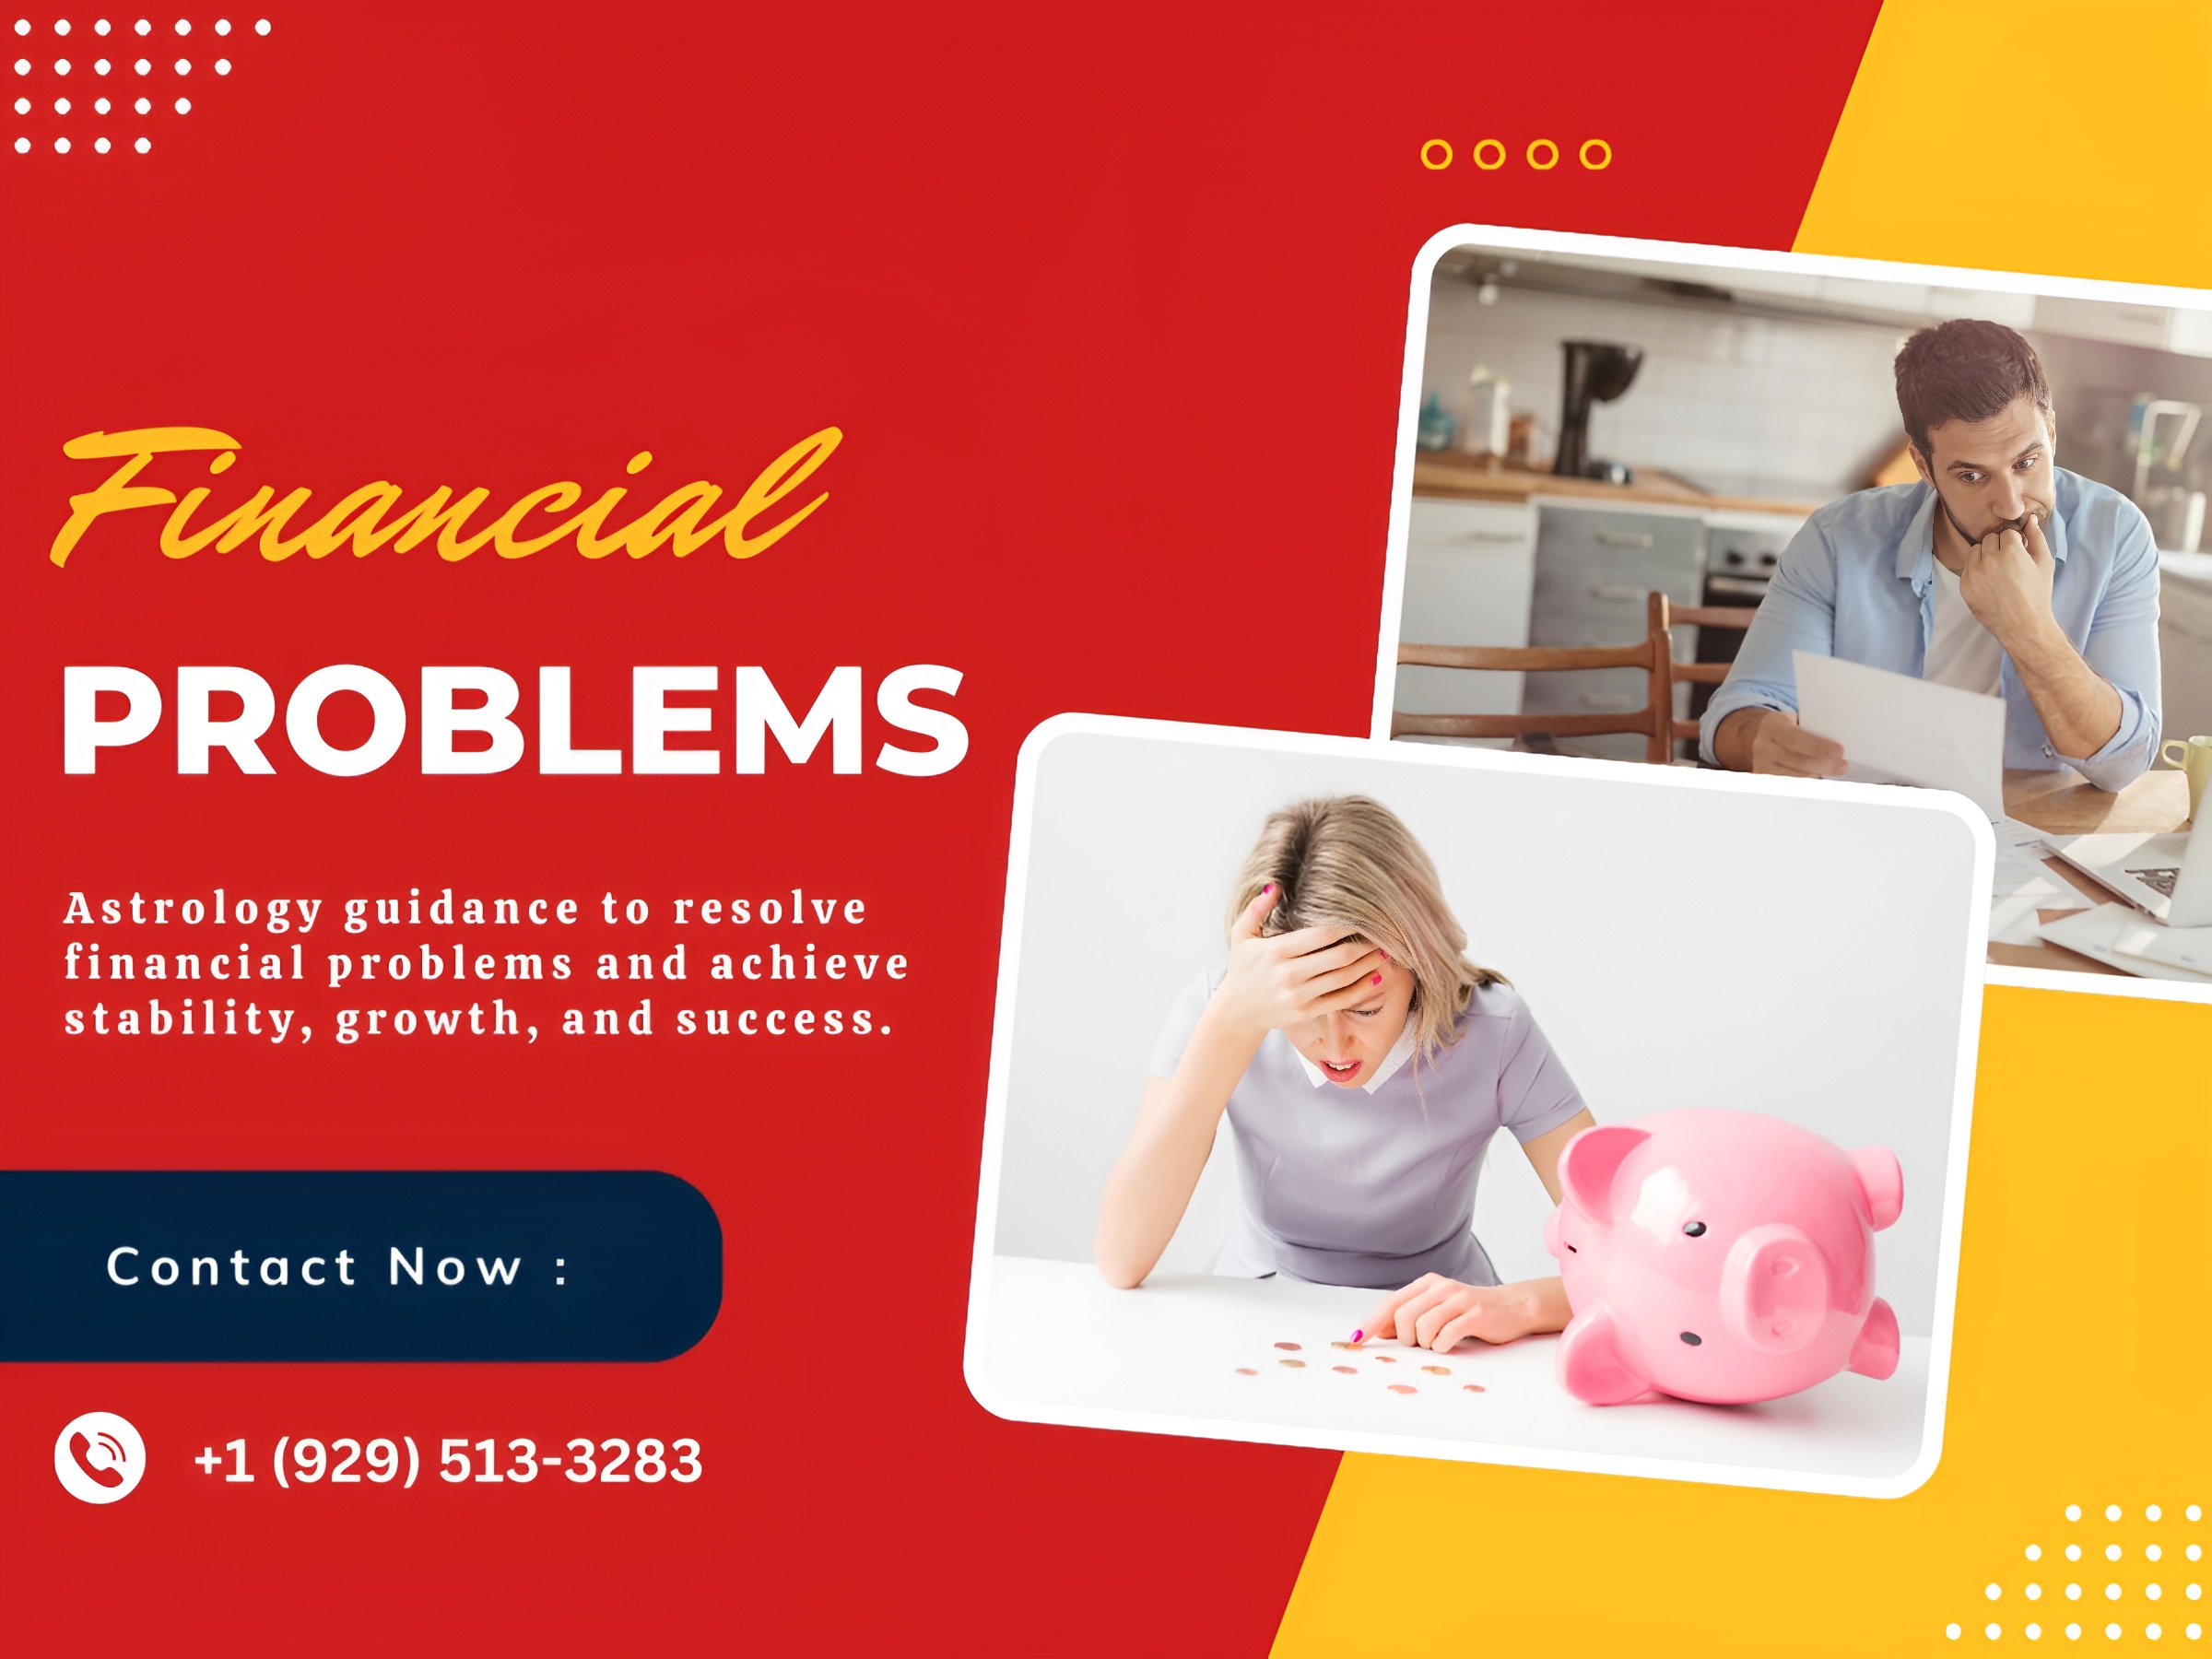 Financial
PROBLEMS
Astrology guidance to resolve
financial problems and achieve
stability, growth, and success.
Contact Now :
+1 (929) 513-3283